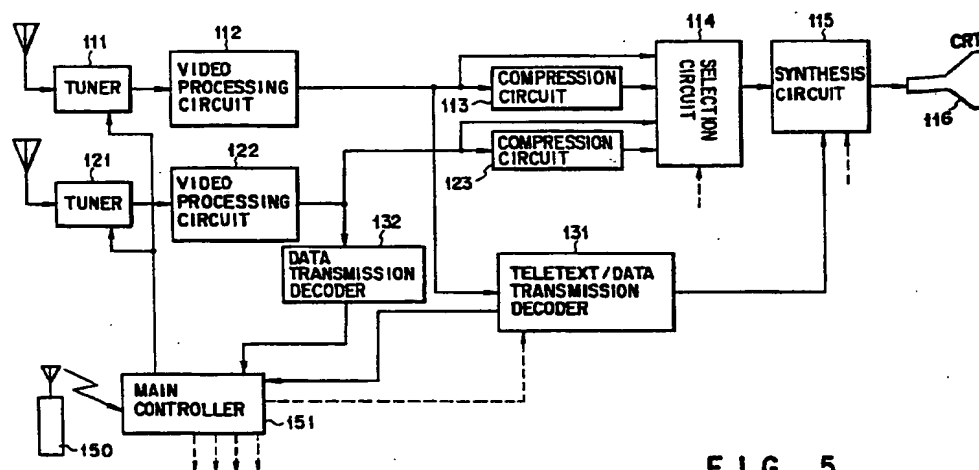 111
TUNER
112
VIDEO
PROCESSING
CIRCUIT
COMPRESSION
CIRCUIT
113
114
SELECTION
CIRCUIT
115
SYNTHESIS
CIRCUIT
CRT
116
121
TUNER
122
VIDEO
PROCESSING
CIRCUIT
COMPRESSION
CIRCUIT
123
132
DATA
TRANSMISSION
DECODER
131
TELETEXT/DATA
TRANSMISSION
DECODER
MAIN
CONTROLLER
151
150
FIG. 5